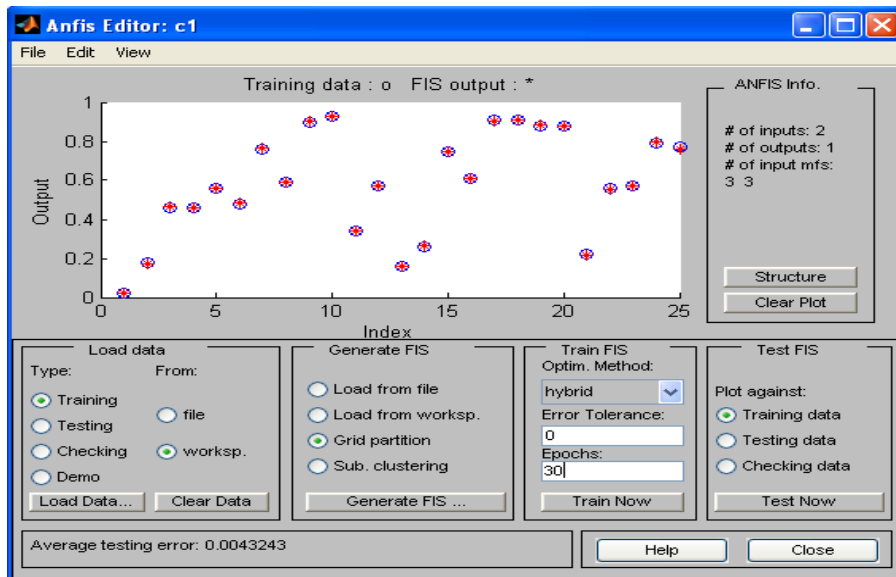 Anfis Editor: c1
File Edit View
Training data : o FIS output : *
1
0.8
0.6
0.4
0.2
0
Output
0 5 10 15 20 25
Index
ANFIS Info.
# of inputs: 2
# of outputs: 1
# of input mfs:
3 3
Structure
Clear Plot
Load data
Type: From:
Training
Testing
Checking
Demo
file
worksp.
Load Data... Clear Data
Generate FIS
Load from file
Load from worksp.
Grid partition
Sub. clustering
Generate FIS ...
Train FIS
Optim. Method:
hybrid
Error Tolerance:
0
Epochs:
30
Train Now
Test FIS
Plot against:
Training data
Testing data
Checking data
Test Now
Average testing error: 0.0043243
Help Close